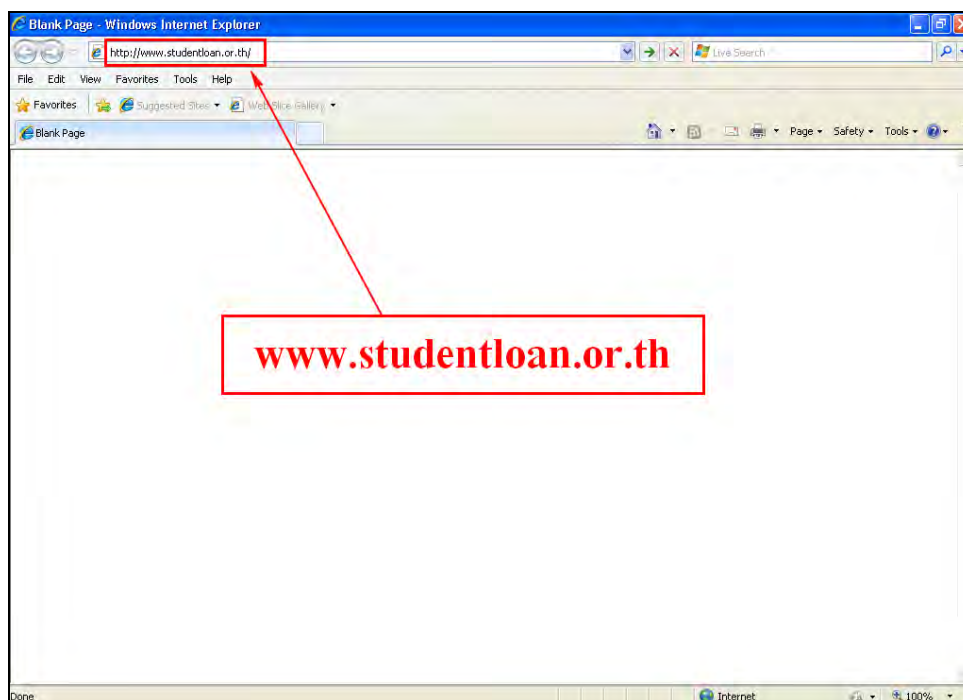 Blank Page - Windows Internet Explorer
http://www.studentloan.or.th/
Live Search
File Edit View Favorites Tools Help
Favorites Suggested Sites Web Slice Gallery
Blank Page
Page Safety Tools
www.studentloan.or.th
Done
Internet
100%